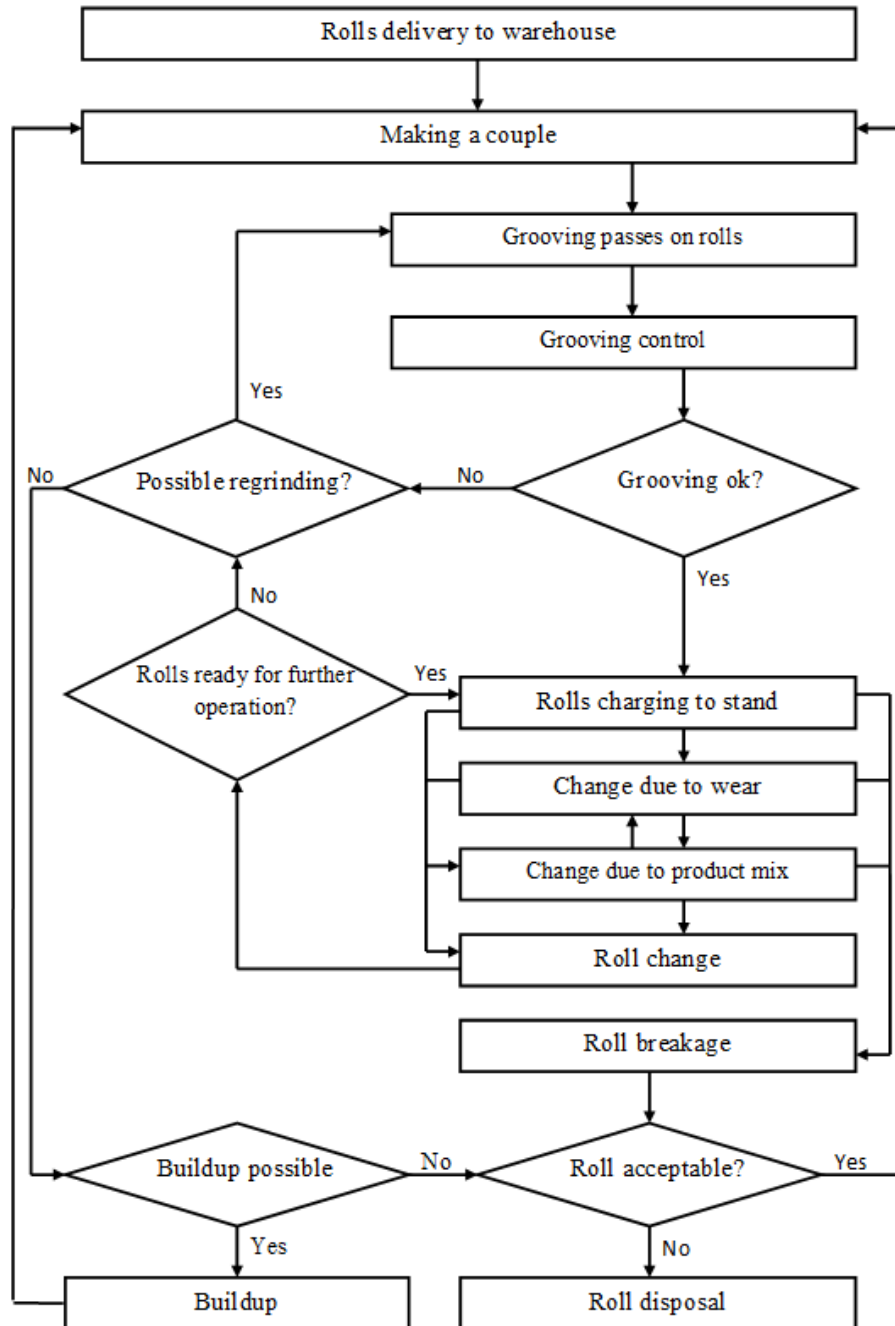 Rolls delivery to warehouse
Making a couple
Grooving passes on rolls
Grooving control
Yes
No
Possible regrinding?
No
Grooving ok?
Yes
No
Rolls ready for further
operation?
Yes
Rolls charging to stand
Change due to wear
Change due to product mix
Roll change
Roll breakage
Buildup possible
No
Roll acceptable?
Yes
Yes
No
Buildup
Roll disposal